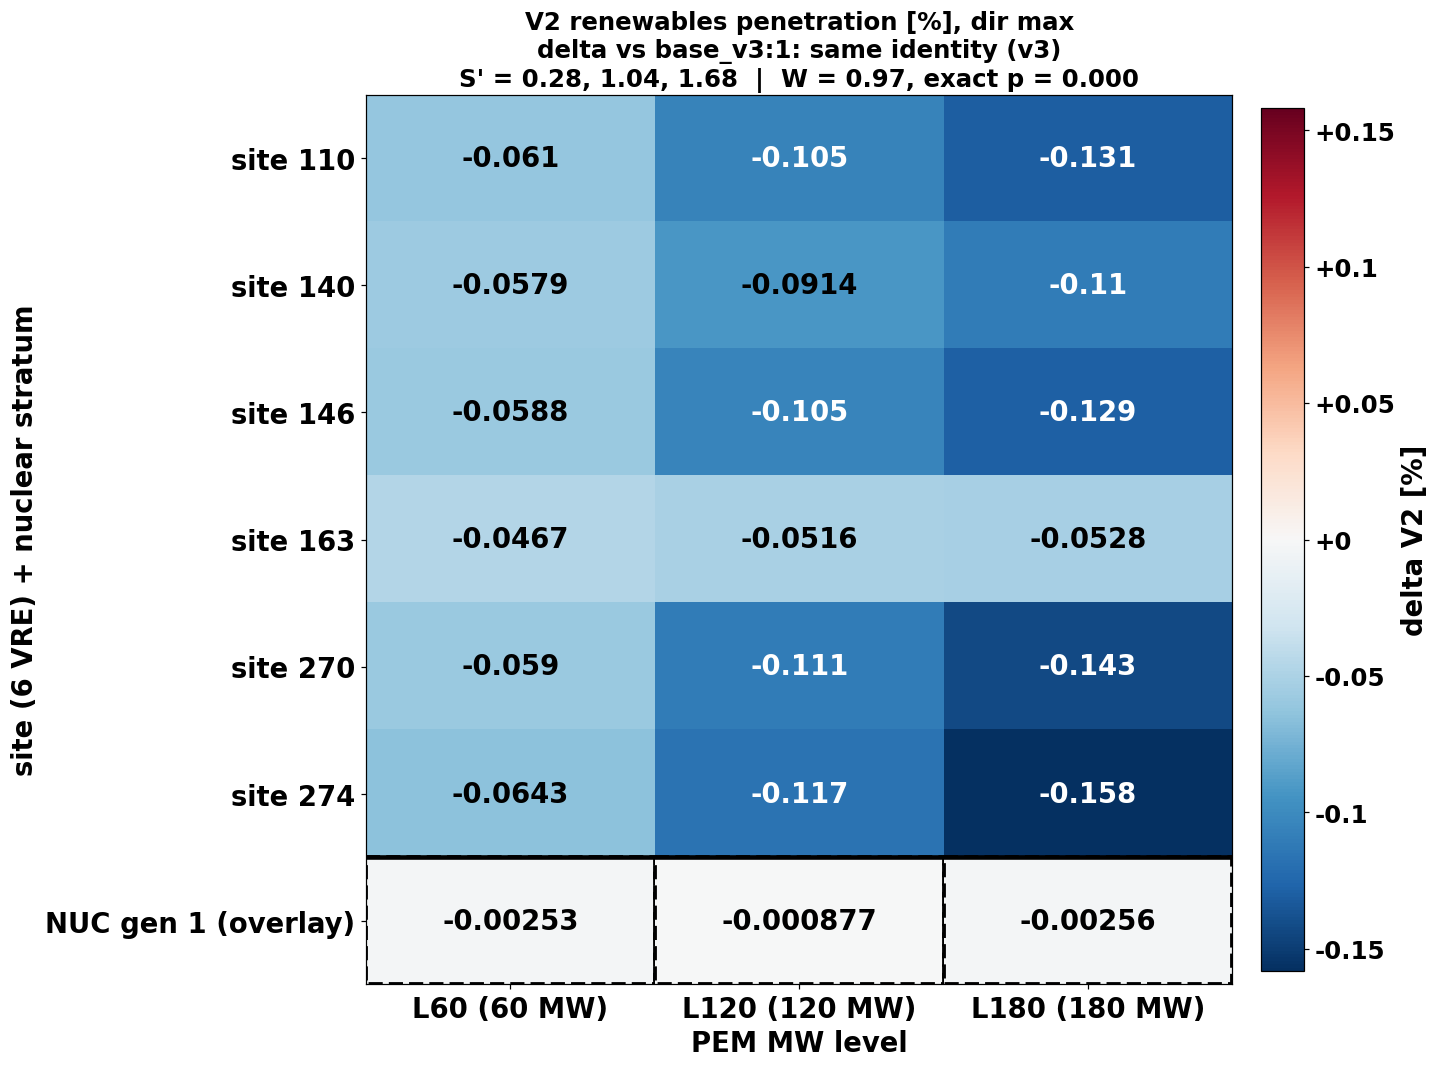 V2 renewables penetration [%], dir max
delta vs base_v3:1: same identity (v3)
S' = 0.28, 1.04, 1.68 | W = 0.97, exact p = 0.000
site (6 VRE) + nuclear stratum
site 110 -0.061 -0.105 -0.131
site 140 -0.0579 -0.0914 -0.11
site 146 -0.0588 -0.105 -0.129
site 163 -0.0467 -0.0516 -0.0528
site 270 -0.059 -0.111 -0.143
site 274 -0.0643 -0.117 -0.158
NUC gen 1 (overlay) -0.00253 -0.000877 -0.00256
L60 (60 MW) L120 (120 MW) L180 (180 MW)
PEM MW level
+0.15
+0.1
+0.05
+0
-0.05
-0.1
-0.15
delta V2 [%]